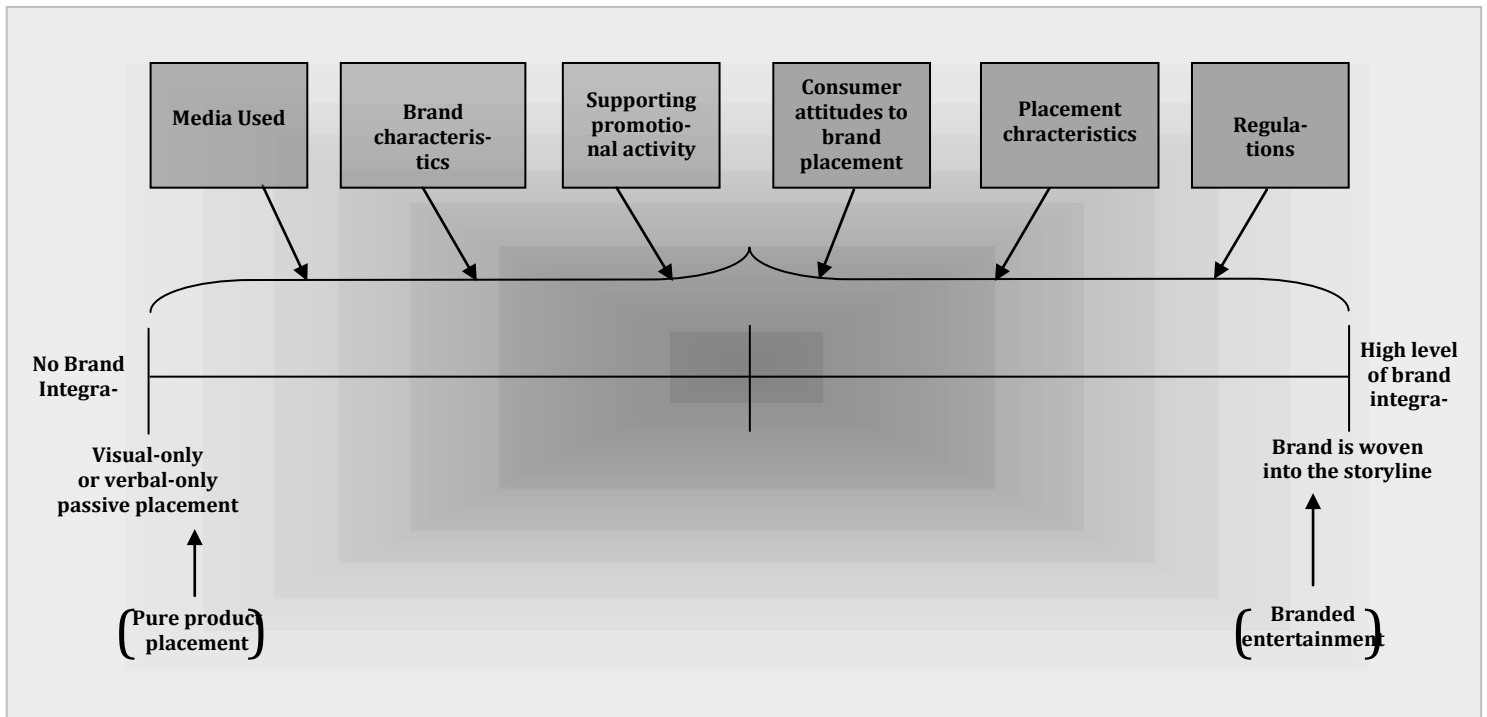 Media Used
Brand
characteris-
tics
Supporting
promotio-
nal activity
Consumer
attitudes to
brand
placement
Placement
chracteristics
Regula-
tions
No Brand
Integra-
High level
of brand
integra-
Visual-only
or verbal-only
passive placement
Brand is woven
into the storyline
(Pure product
placement)
(Branded
entertainment)